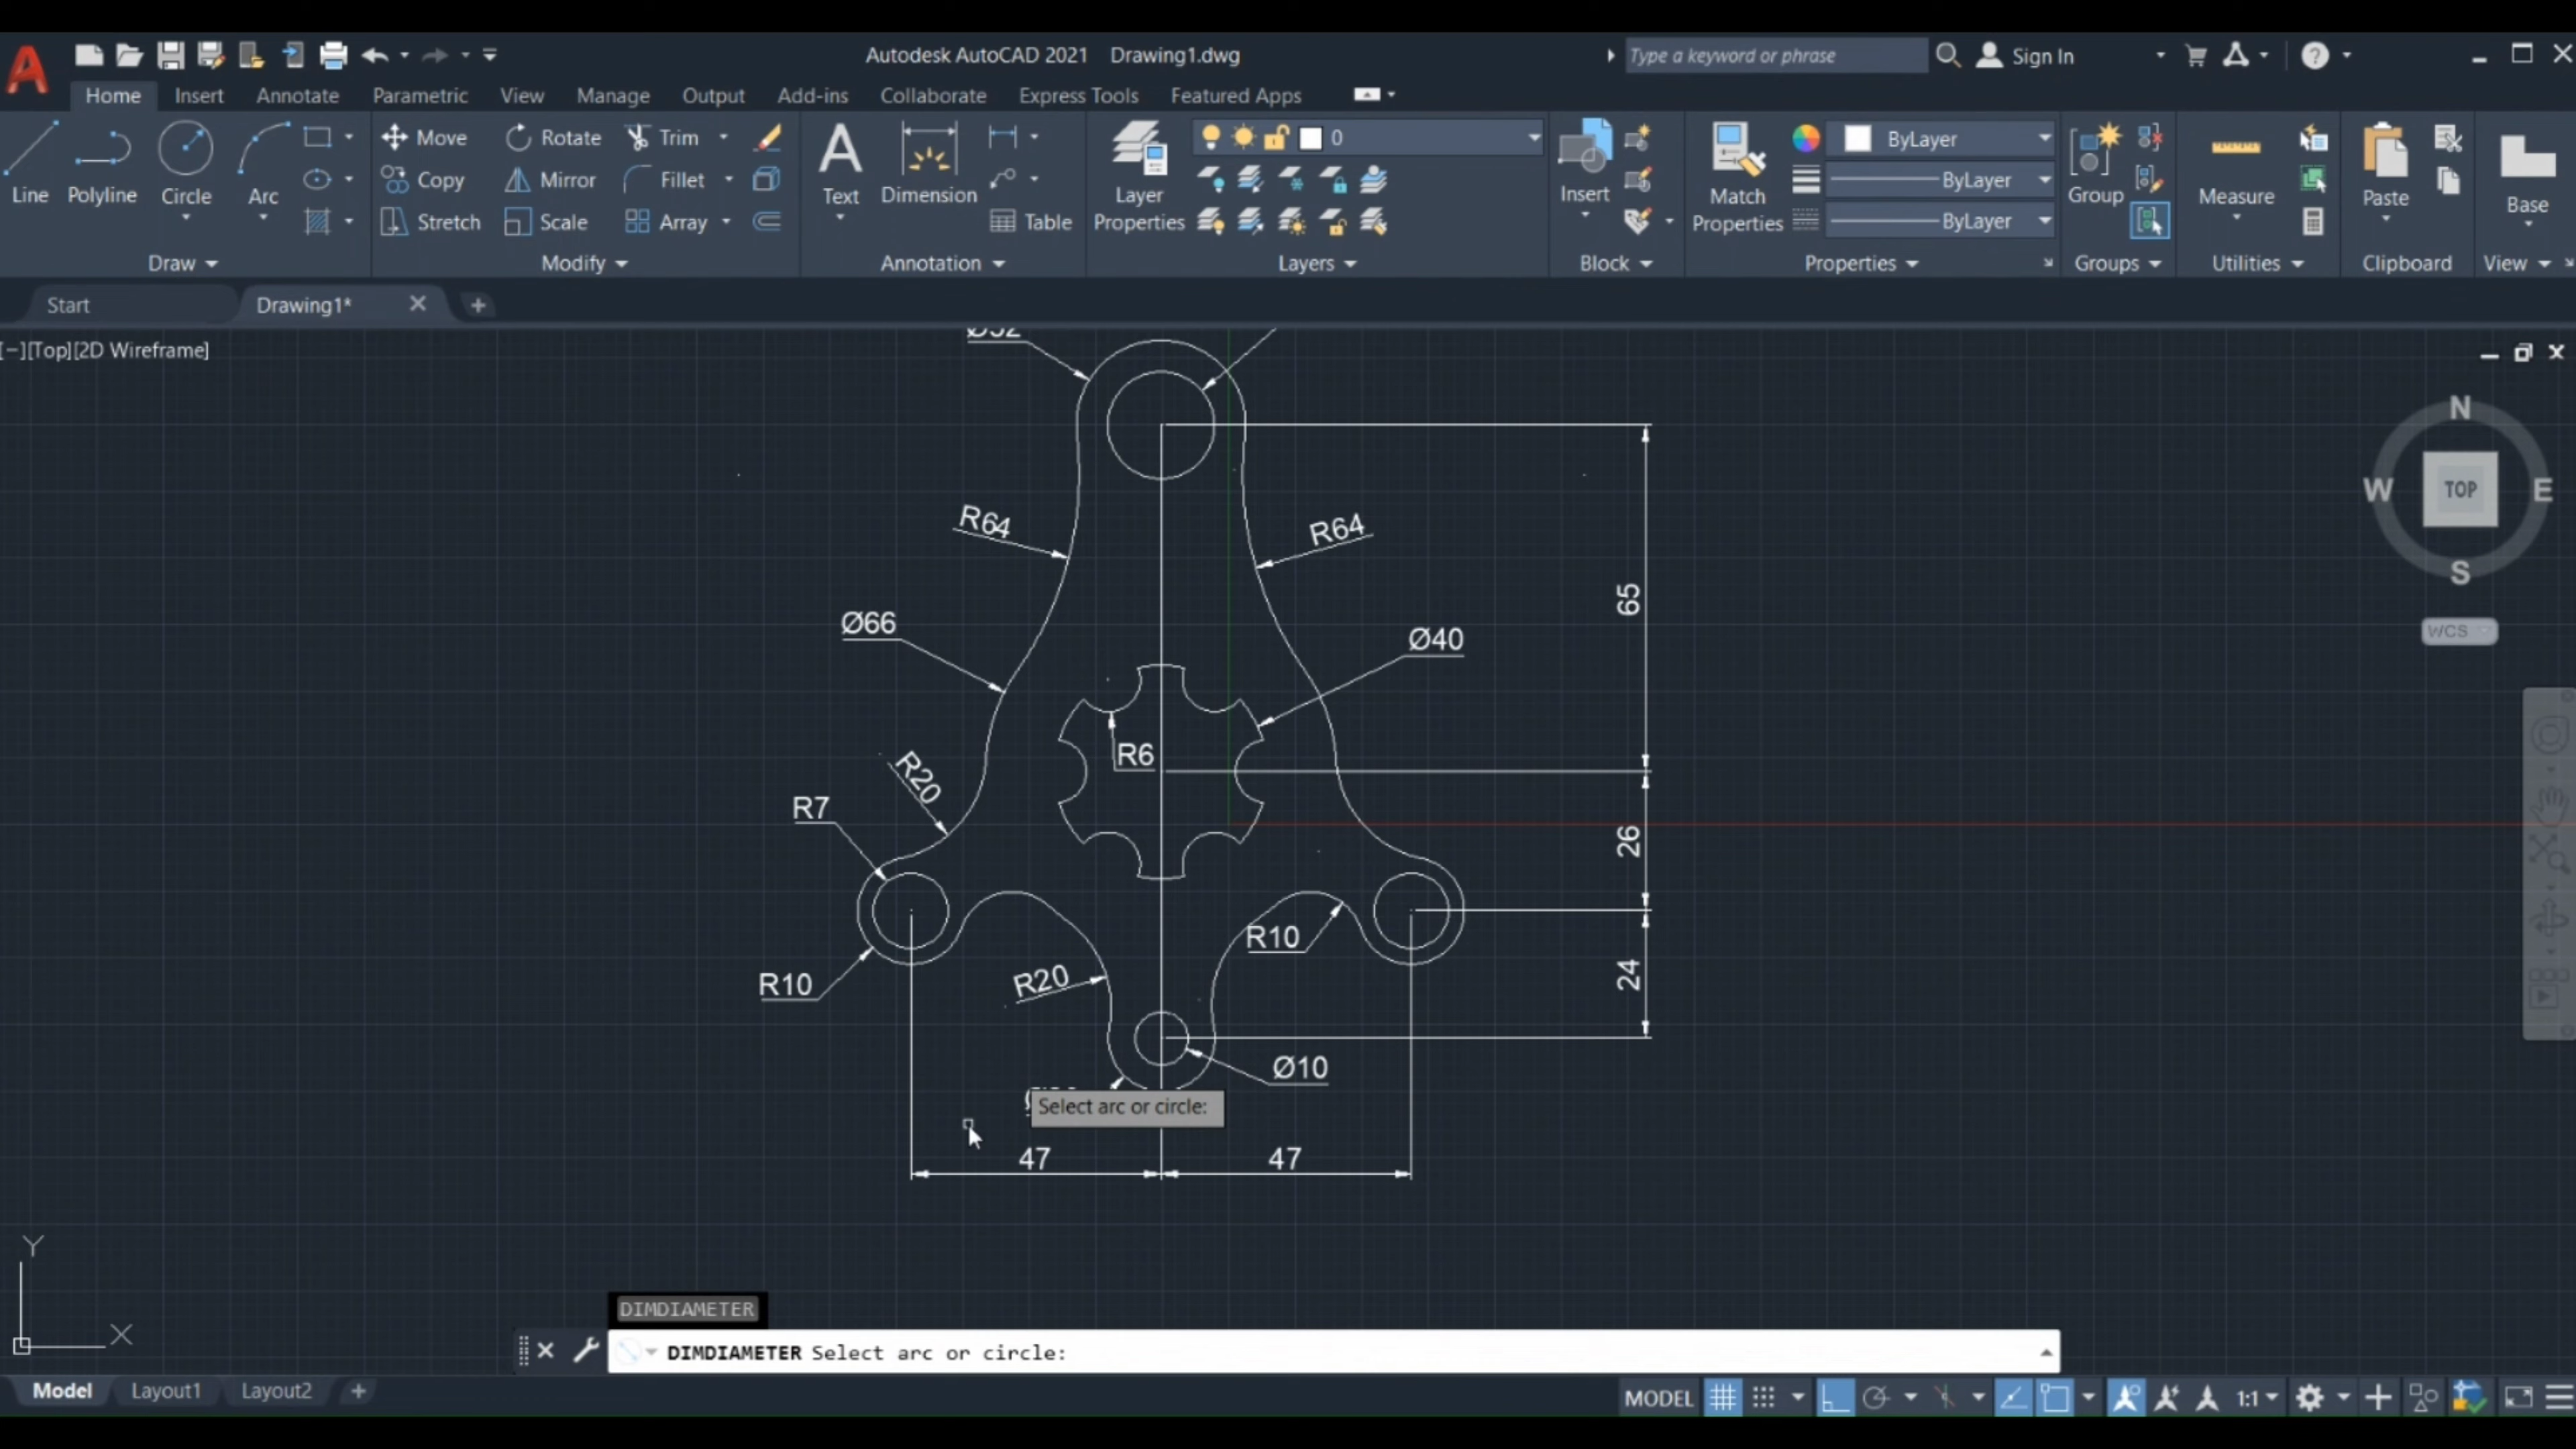 Autodesk AutoCAD 2021 Drawing1.dwg
Type a keyword or phrase
Sign In
Home Insert Annotate Parametric View Manage Output Add-ins Collaborate Express Tools Featured Apps
Line Polyline Circle Arc
Move Rotate Trim
Copy Mirror Fillet
Stretch Scale Array
Text Dimension Table
Layer Properties
0
Insert
Match Properties
ByLayer
ByLayer
ByLayer
Group
Measure
Paste
Base
Draw Modify Annotation Layers Block Properties Groups Utilities Clipboard View
Start Drawing1*
[−][Top][2D Wireframe]
N
W TOP E
S
WCS
R64
R64
65
Ø66
Ø40
R6
R20
R7
26
R10
R10
R20
24
Ø10
Select arc or circle:
47
47
Y
X
DIMDIAMETER
DIMDIAMETER Select arc or circle:
Model Layout1 Layout2
MODEL
1:1